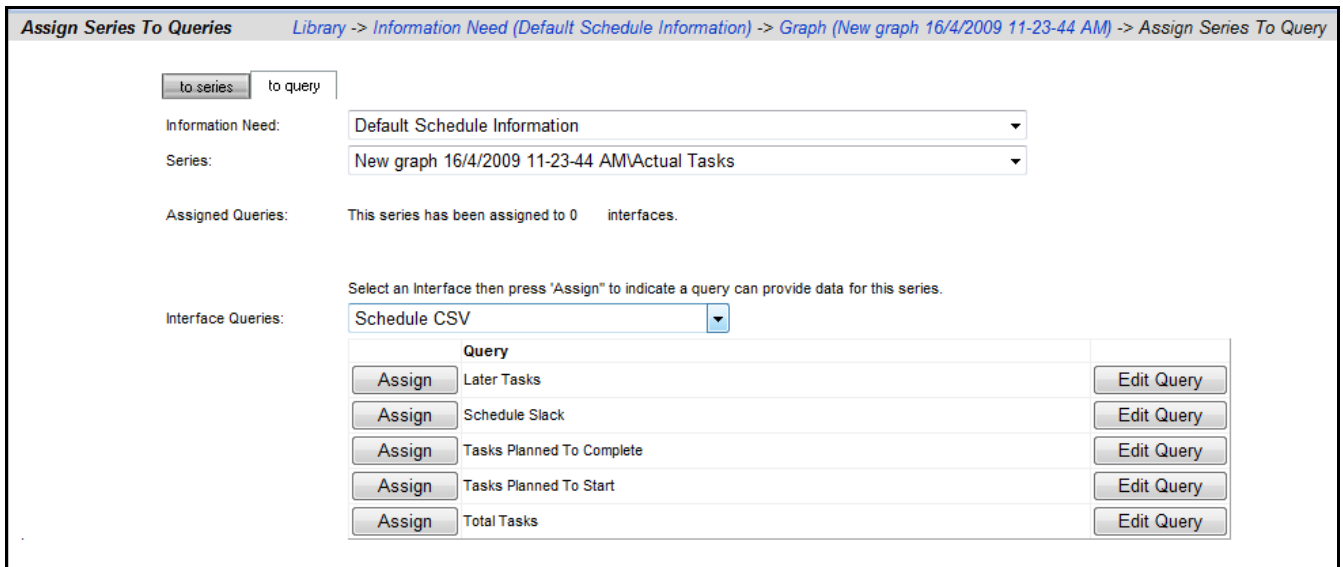 Assign Series To Queries Library -> Information Need (Default Schedule Information) -> Graph (New graph 16/4/2009 11-23-44 AM) -> Assign Series To Query
to series to query
Information Need: Default Schedule Information
Series: New graph 16/4/2009 11-23-44 AM\Actual Tasks
Assigned Queries: This series has been assigned to 0 interfaces.
Select an Interface then press 'Assign" to indicate a query can provide data for this series.
Interface Queries: Schedule CSV
Query
Assign Later Tasks Edit Query
Assign Schedule Slack Edit Query
Assign Tasks Planned To Complete Edit Query
Assign Tasks Planned To Start Edit Query
Assign Total Tasks Edit Query